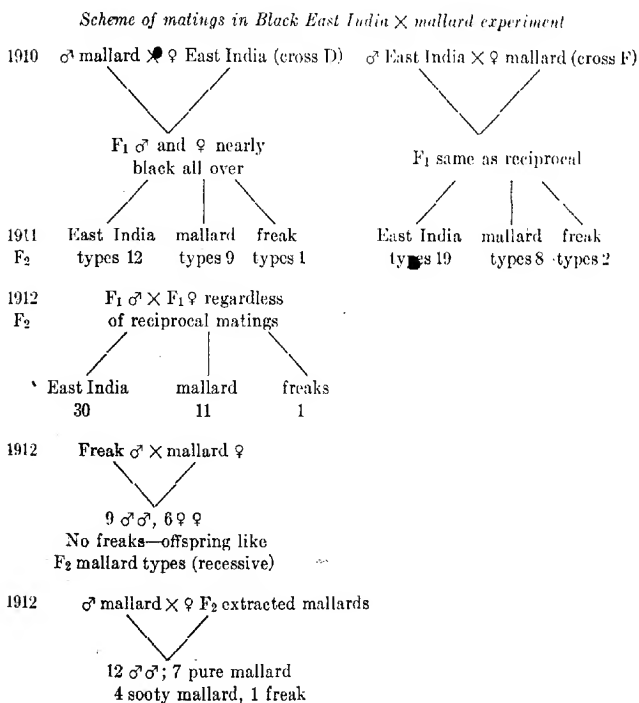 Scheme of matings in Black East India × mallard experiment
1910 ♂ mallard × ♀ East India (cross D) ♂ East India × ♀ mallard (cross F)
F1 ♂ and ♀ nearly
black all over
F1 same as reciprocal
1911 East India mallard freak East India mallard freak
F2 types 12 types 9 types 1 types 19 types 8 types 2
1912 F1 ♂ × F1 ♀ regardless
F2 of reciprocal matings
East India mallard freaks
30 11 1
1912 Freak ♂ × mallard ♀
9 ♂♂, 6 ♀ ♀
No freaks—offspring like
F2 mallard types (recessive)
1912 ♂ mallard × ♀ F2 extracted mallards
12 ♂♂; 7 pure mallard
4 sooty mallard, 1 freak